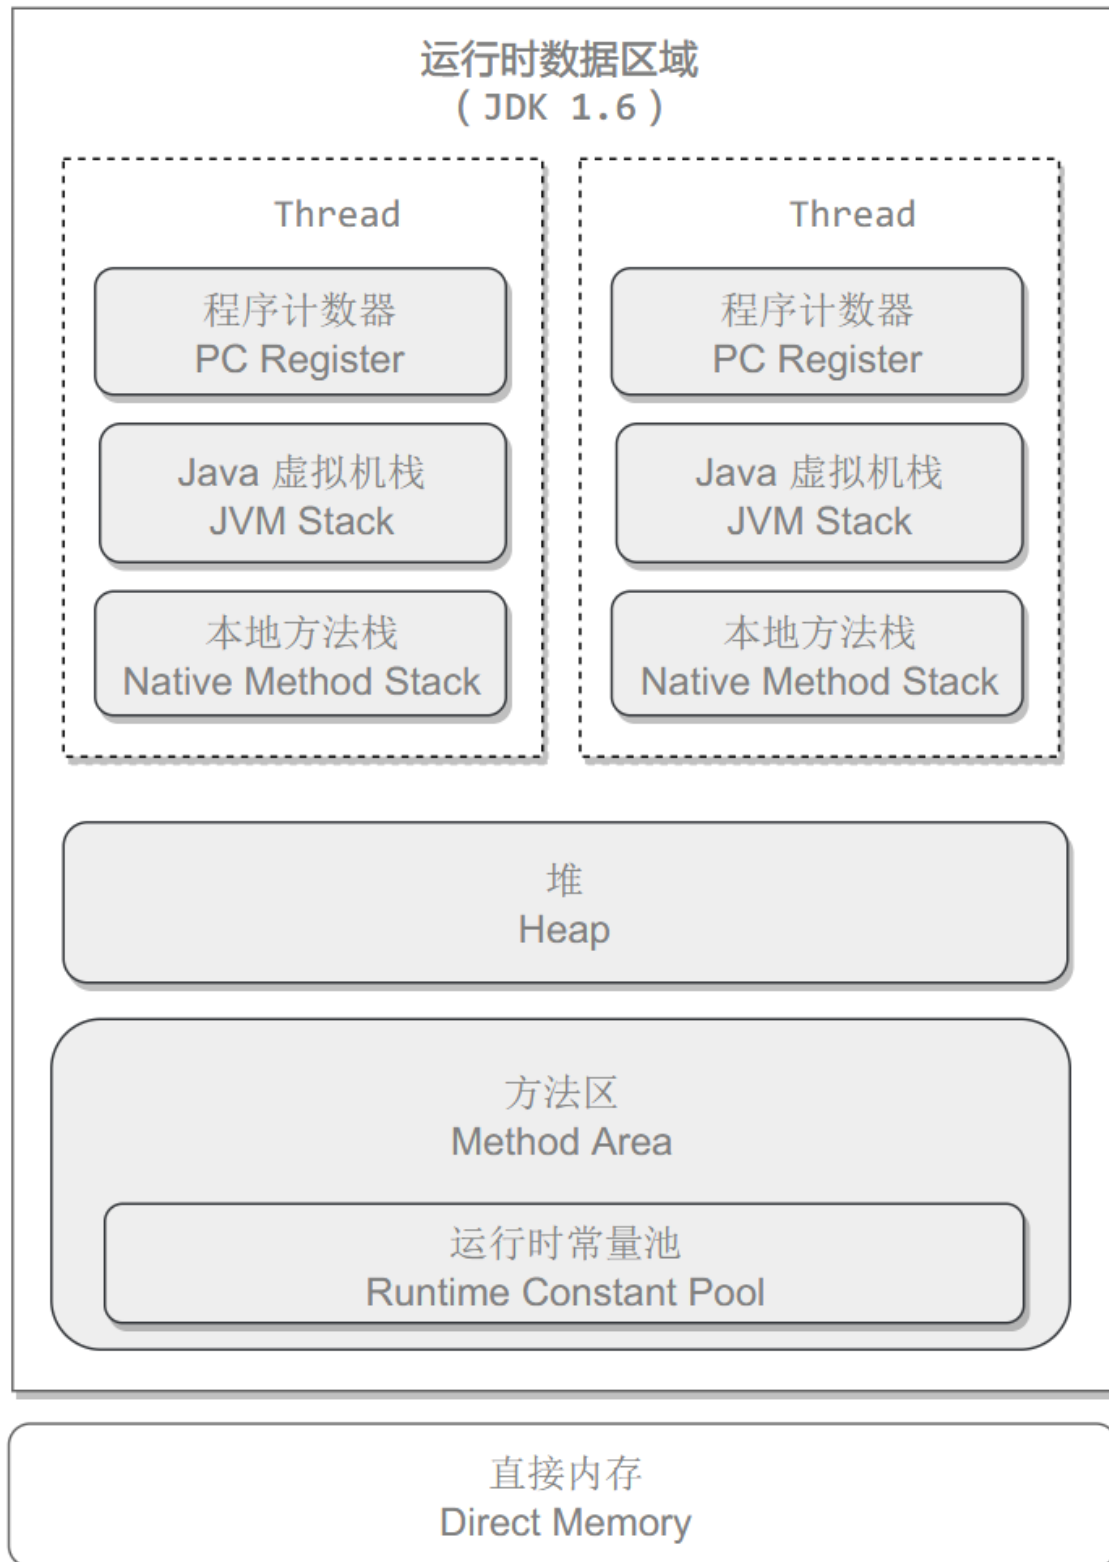 运行时数据区域
( JDK 1.6 )
Thread
程序计数器
PC Register
Java 虚拟机栈
JVM Stack
本地方法栈
Native Method Stack
Thread
程序计数器
PC Register
Java 虚拟机栈
JVM Stack
本地方法栈
Native Method Stack
堆
Heap
方法区
Method Area
运行时常量池
Runtime Constant Pool
直接内存
Direct Memory